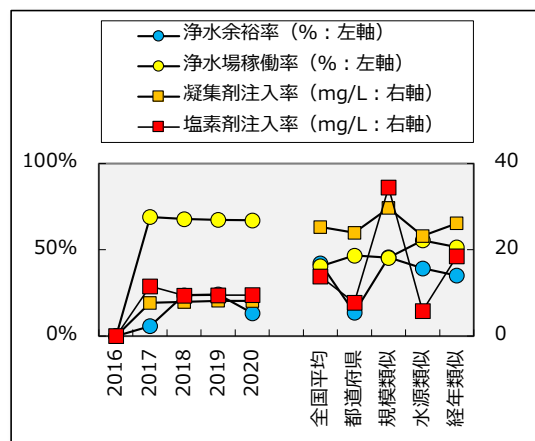 浄水余裕率（%：左軸）
浄水場稼働率（%：左軸）
凝集剤注入率（mg/L：右軸）
塩素剤注入率（mg/L：右軸）
100%
40
50%
20
0%
0
2016
2017
2018
2019
2020
全国平均
都道府県
規模類似
水源類似
経年類似